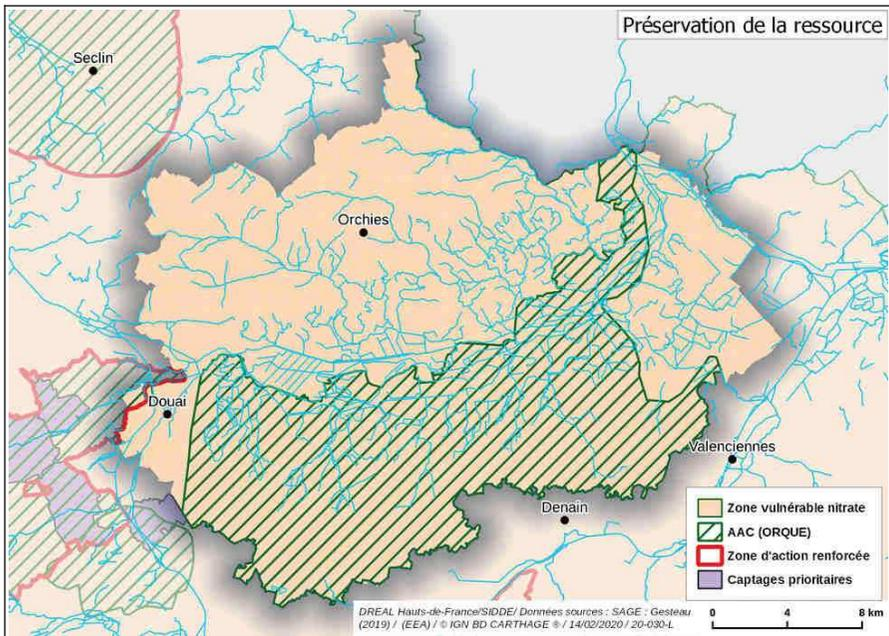 Préservation de la ressource
Seclin
Orchies
Douai
Valenciennes
Denain
Zone vulnérable nitrate
AAC (ORQUE)
Zone d'action renforcée
Captages prioritaires
DREAL Hauts-de-France/SIDDE/ Données sources : SAGE : Gesteau
(2019) / (EEA) / © IGN BD CARTHAGE ® / 14/02/2020 / 20-030-L
0 4 8 km